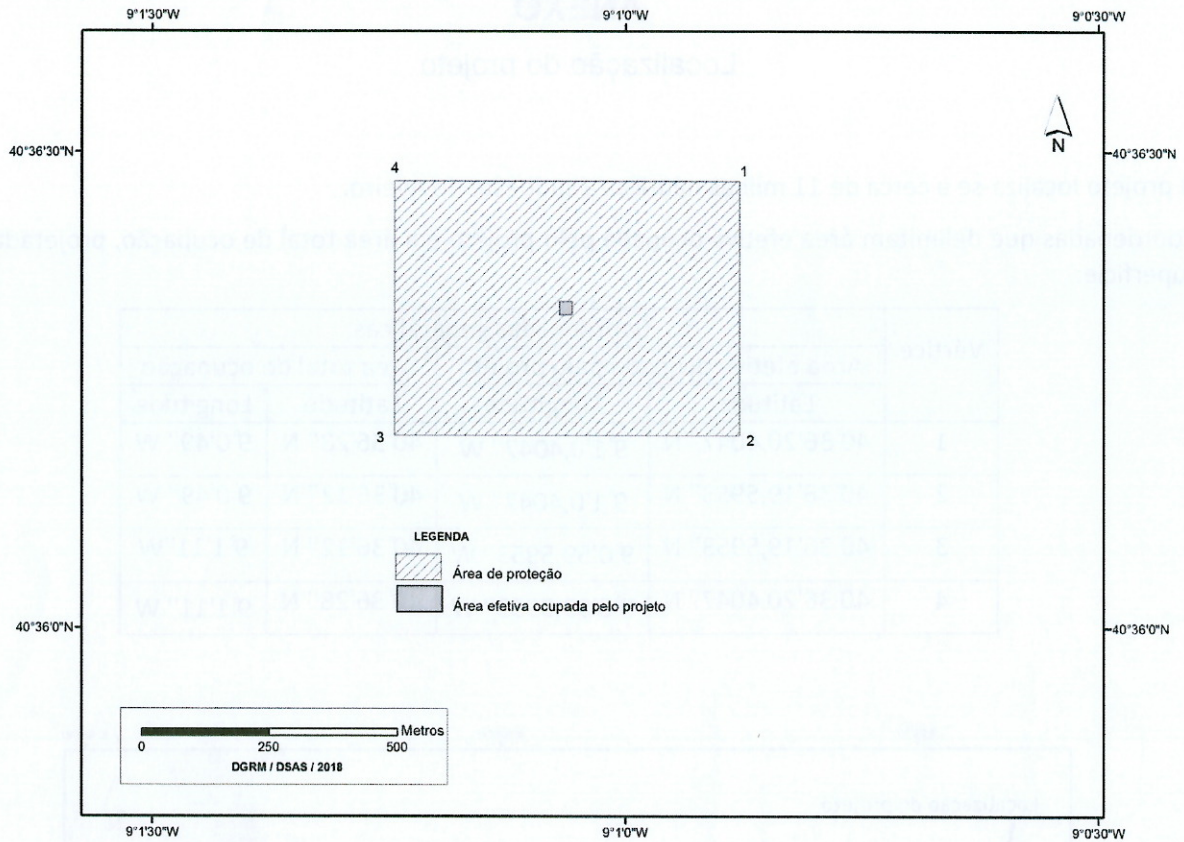 9°1'30"W 9°1'0"W 9°0'30"W
40°36'30"N 40°36'30"N
N
4 1
3 2
LEGENDA
Área de proteção
Área efetiva ocupada pelo projeto
40°36'0"N 40°36'0"N
Metros
0 250 500
DGRM / DSAS / 2018
9°1'30"W 9°1'0"W 9°0'30"W